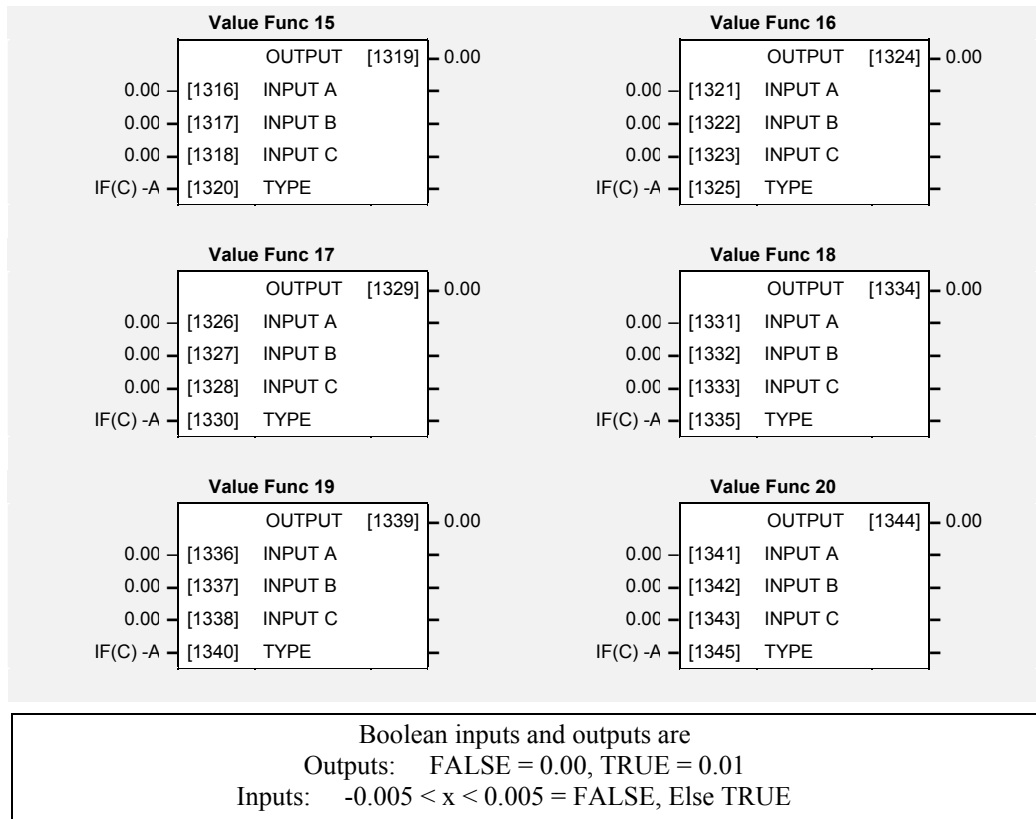 Value Func 15
OUTPUT [1319] 0.00
0.00 [1316] INPUT A
0.00 [1317] INPUT B
0.00 [1318] INPUT C
IF(C) -A [1320] TYPE
Value Func 16
OUTPUT [1324] 0.00
0.00 [1321] INPUT A
0.00 [1322] INPUT B
0.00 [1323] INPUT C
IF(C) -A [1325] TYPE
Value Func 17
OUTPUT [1329] 0.00
0.00 [1326] INPUT A
0.00 [1327] INPUT B
0.00 [1328] INPUT C
IF(C) -A [1330] TYPE
Value Func 18
OUTPUT [1334] 0.00
0.00 [1331] INPUT A
0.00 [1332] INPUT B
0.00 [1333] INPUT C
IF(C) -A [1335] TYPE
Value Func 19
OUTPUT [1339] 0.00
0.00 [1336] INPUT A
0.00 [1337] INPUT B
0.00 [1338] INPUT C
IF(C) -A [1340] TYPE
Value Func 20
OUTPUT [1344] 0.00
0.00 [1341] INPUT A
0.00 [1342] INPUT B
0.00 [1343] INPUT C
IF(C) -A [1345] TYPE
Boolean inputs and outputs are
Outputs: FALSE = 0.00, TRUE = 0.01
Inputs: -0.005 < x < 0.005 = FALSE, Else TRUE